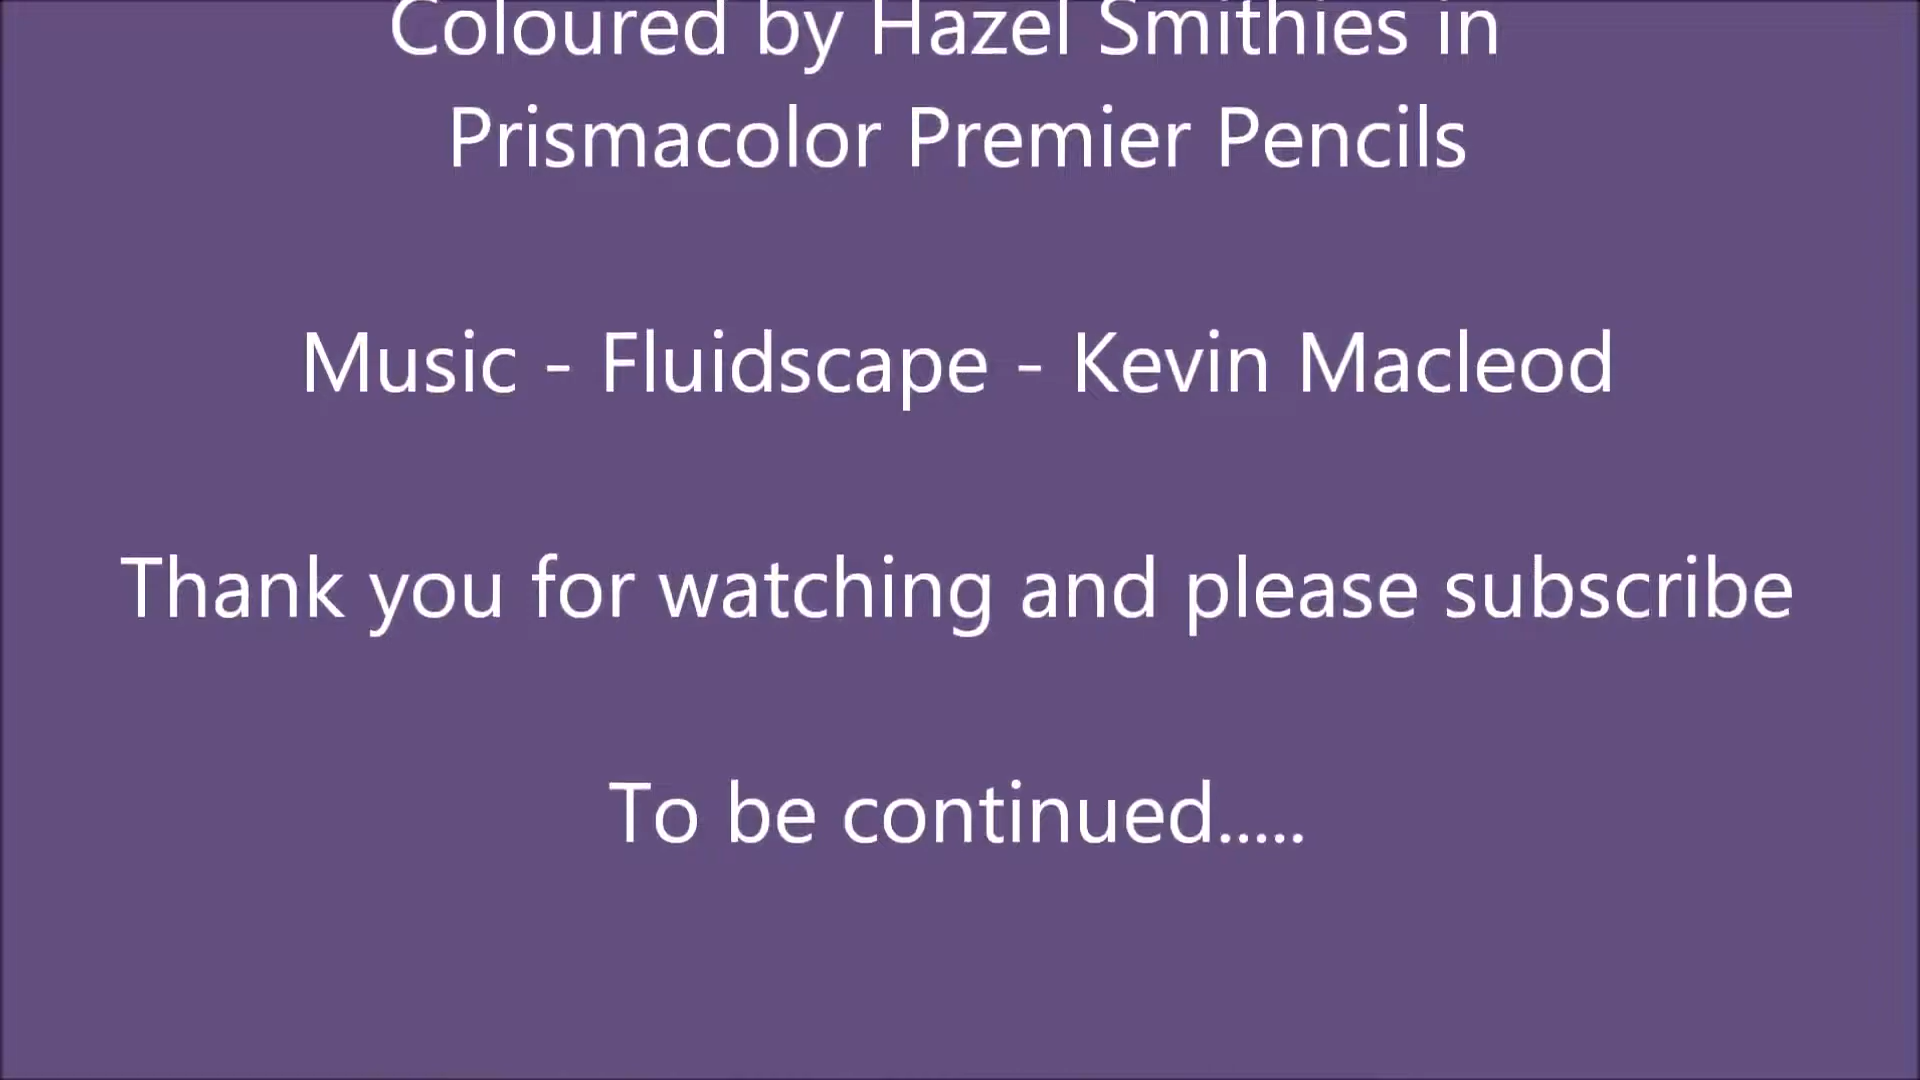 Coloured by Hazel Smithies in
Prismacolor Premier Pencils
Music - Fluidscape - Kevin Macleod
Thank you for watching and please subscribe
To be continued.....